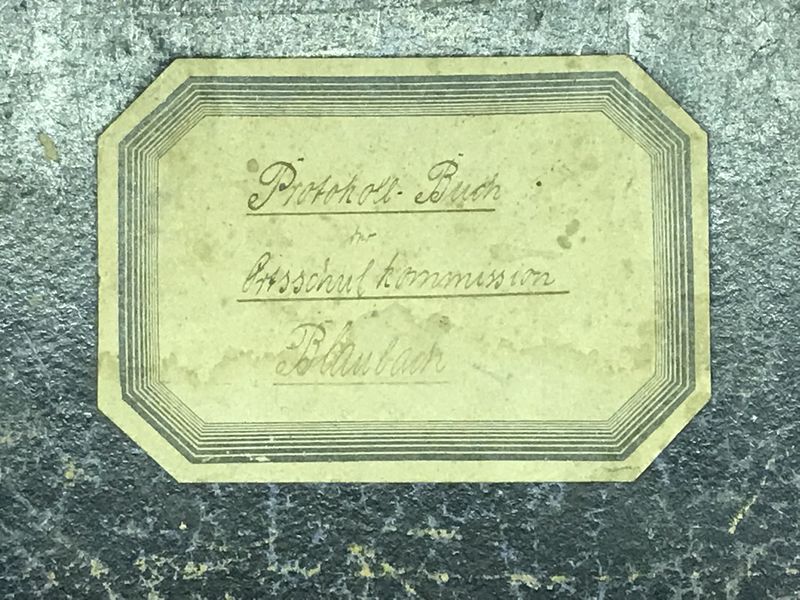 Protokoll-Buch
der
Ortsschulkommission
Blaubach